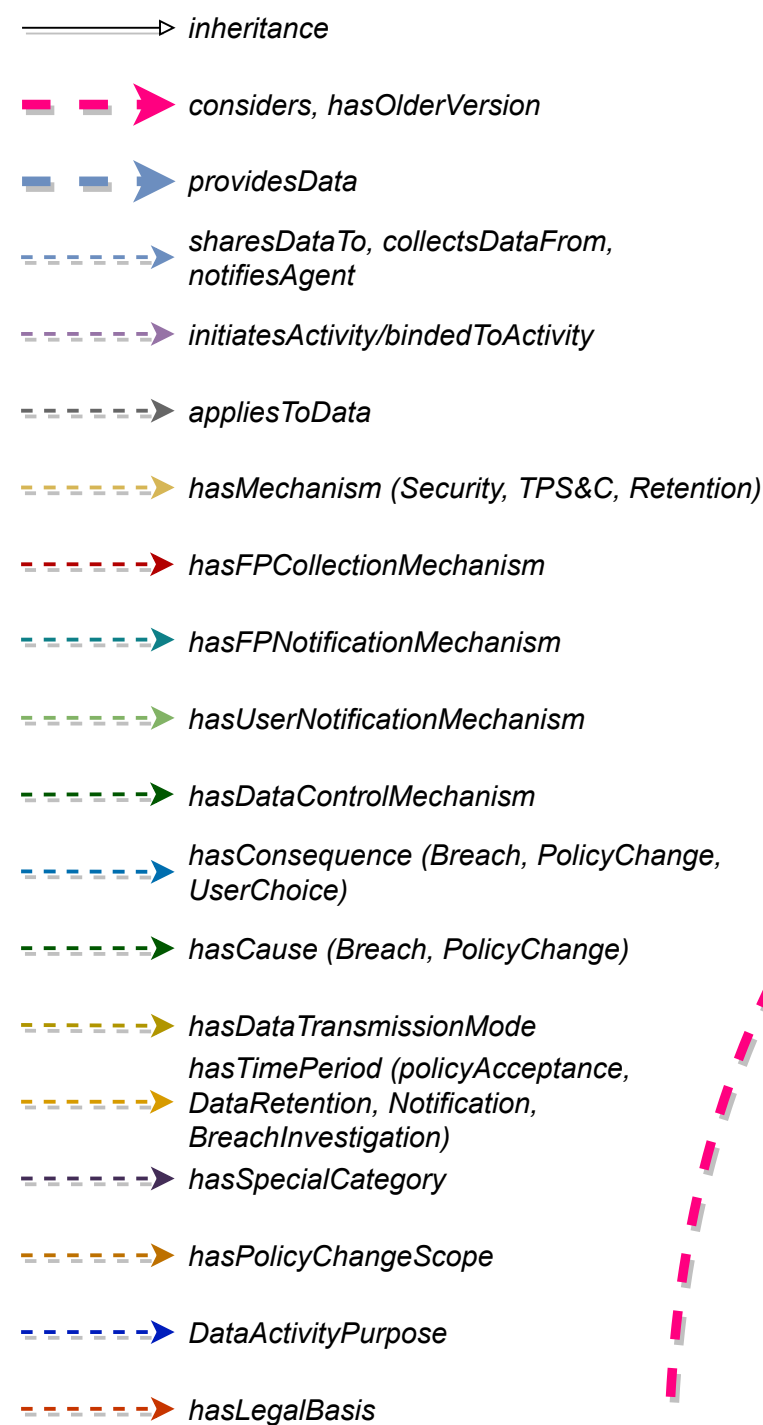 inheritance
considers, hasOlderVersion
providesData
sharesDataTo, collectsDataFrom,
notifiesAgent
initiatesActivity/bindedToActivity
appliesToData
hasMechanism (Security, TPS&C, Retention)
hasFPCollectionMechanism
hasFPNotificationMechanism
hasUserNotificationMechanism
hasDataControlMechanism
hasConsequence (Breach, PolicyChange,
UserChoice)
hasCause (Breach, PolicyChange)
hasDataTransmissionMode
hasTimePeriod (policyAcceptance,
DataRetention, Notification,
BreachInvestigation)
hasSpecialCategory
hasPolicyChangeScope
DataActivityPurpose
hasLegalBasis